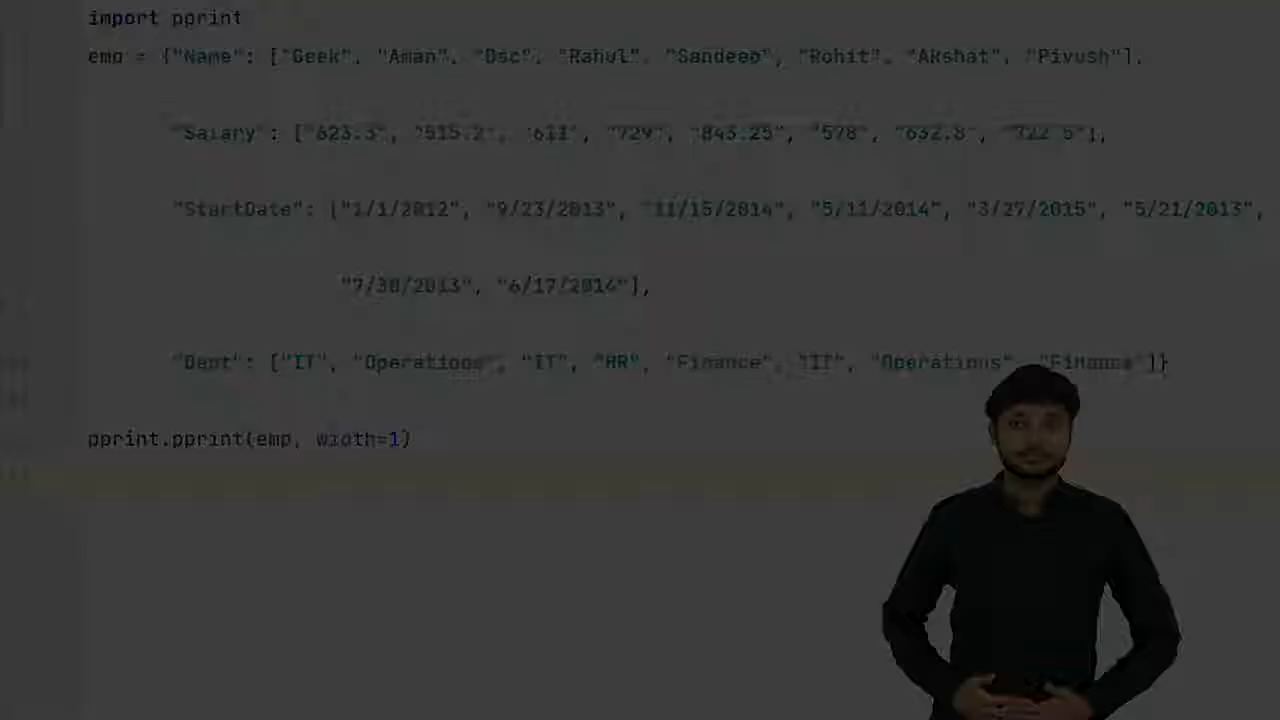 import pprint
emp = {"Name": ["Geek", "Aman", "Dsc", "Rahul", "Sandeep", "Rohit", "Akshat", "Piyush"],
"Salary": ["623.3", "515.2", "611", "729", "843.25", "578", "632.8", "722.5"],
"StartDate": ["1/1/2012", "9/23/2013", "11/15/2014", "5/11/2014", "3/27/2015", "5/21/2013",
"7/30/2013", "6/17/2014"],
"Dept": ["IT", "Operations", "IT", "HR", "Finance", "IT", "Operations", "Finance"]}
pprint.pprint(emp, width=1)